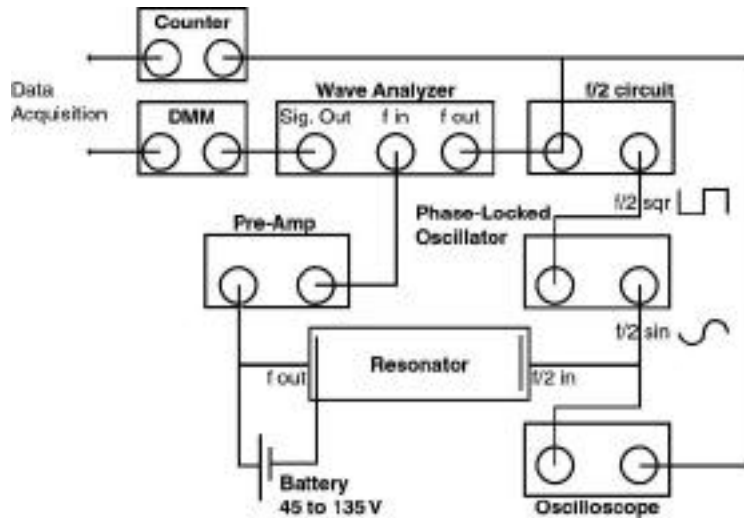 Counter
Data
Acquisition
Wave Analyzer
f/2 circuit
DMM
Sig. Out
f in
f out
f/2 sqr
Phase-Locked
Oscillator
Pre-Amp
f/2 sin
Resonator
f out
f/2 in
Battery
45 to 135 V
Oscilloscope